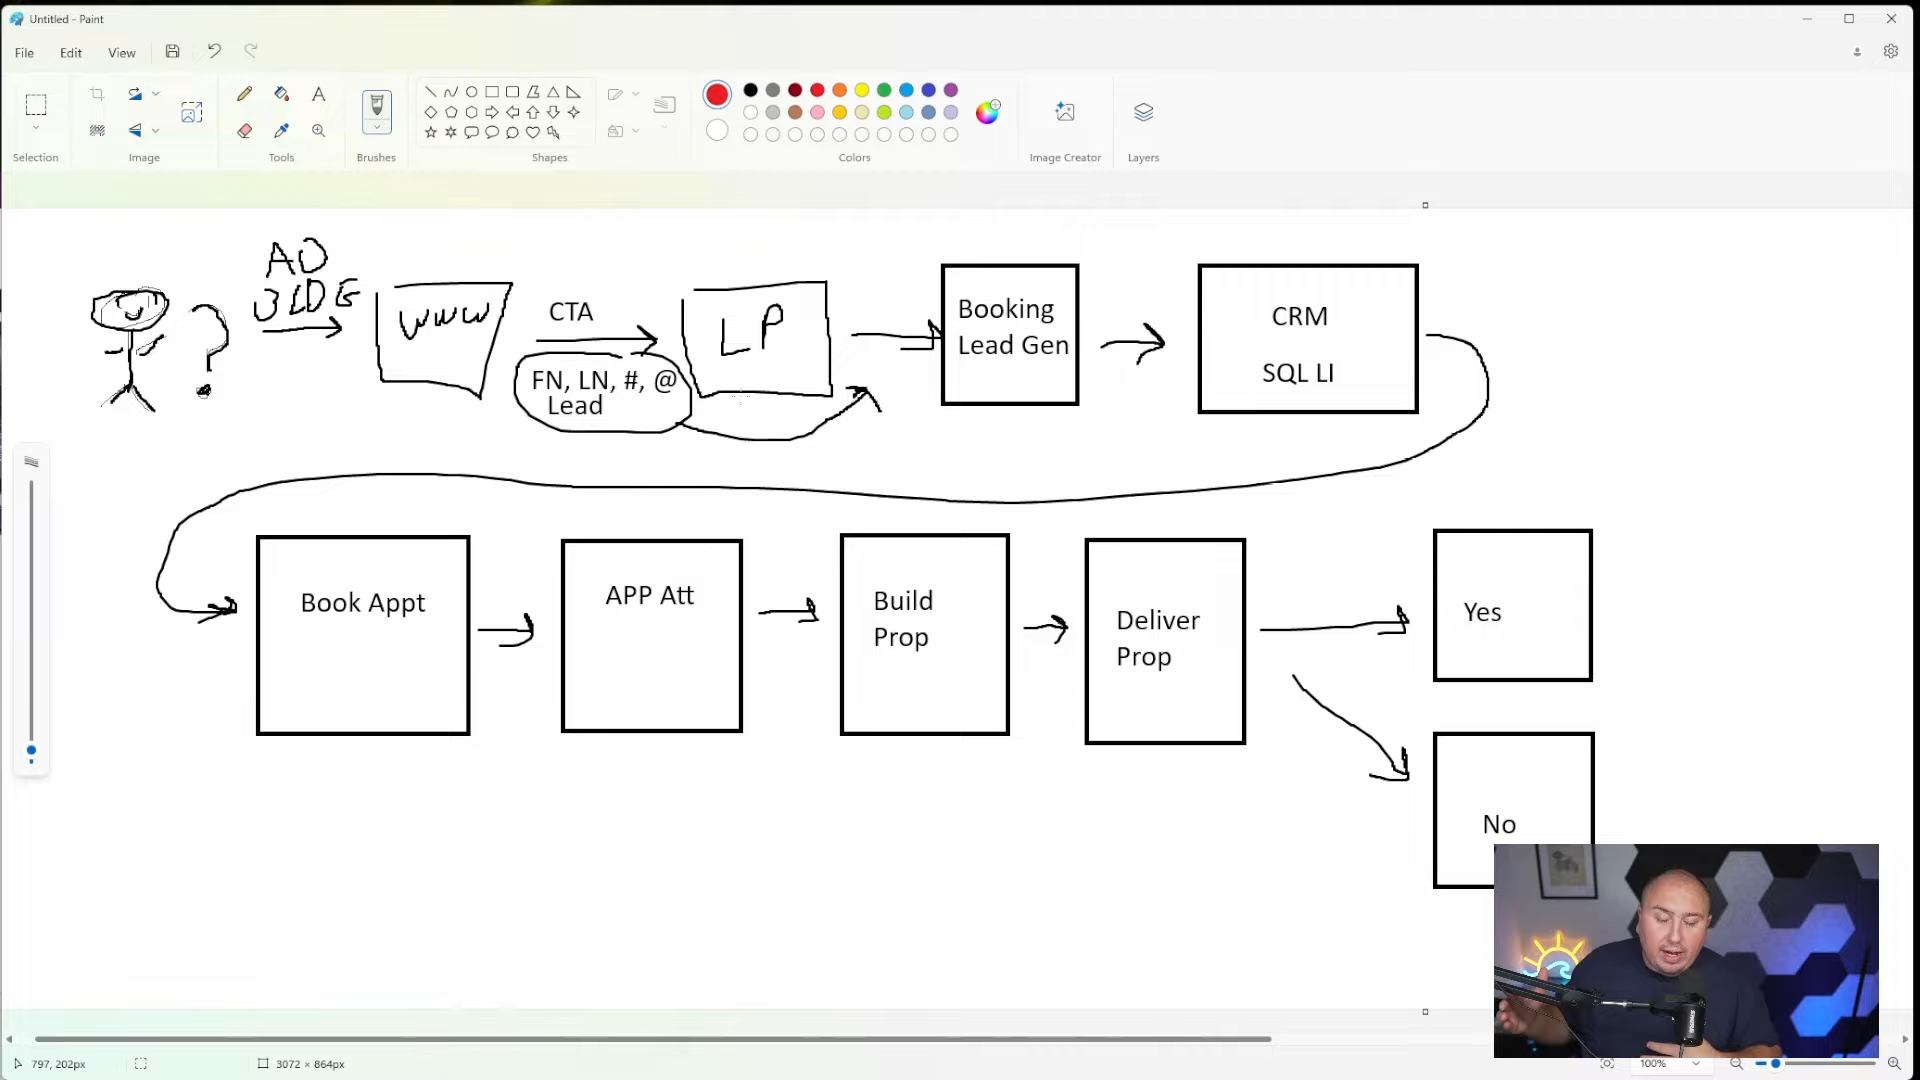 Untitled - Paint
File Edit View
Selection
Image
Tools
Brushes
Shapes
Colors
Image Creator
Layers
AD
BLDG
WWW
CTA
FN, LN, #, @
Lead
LP
Booking
Lead Gen
CRM
SQL LI
Book Appt
APP Att
Build
Prop
Deliver
Prop
Yes
No
797, 202px
3072 × 864px
100%